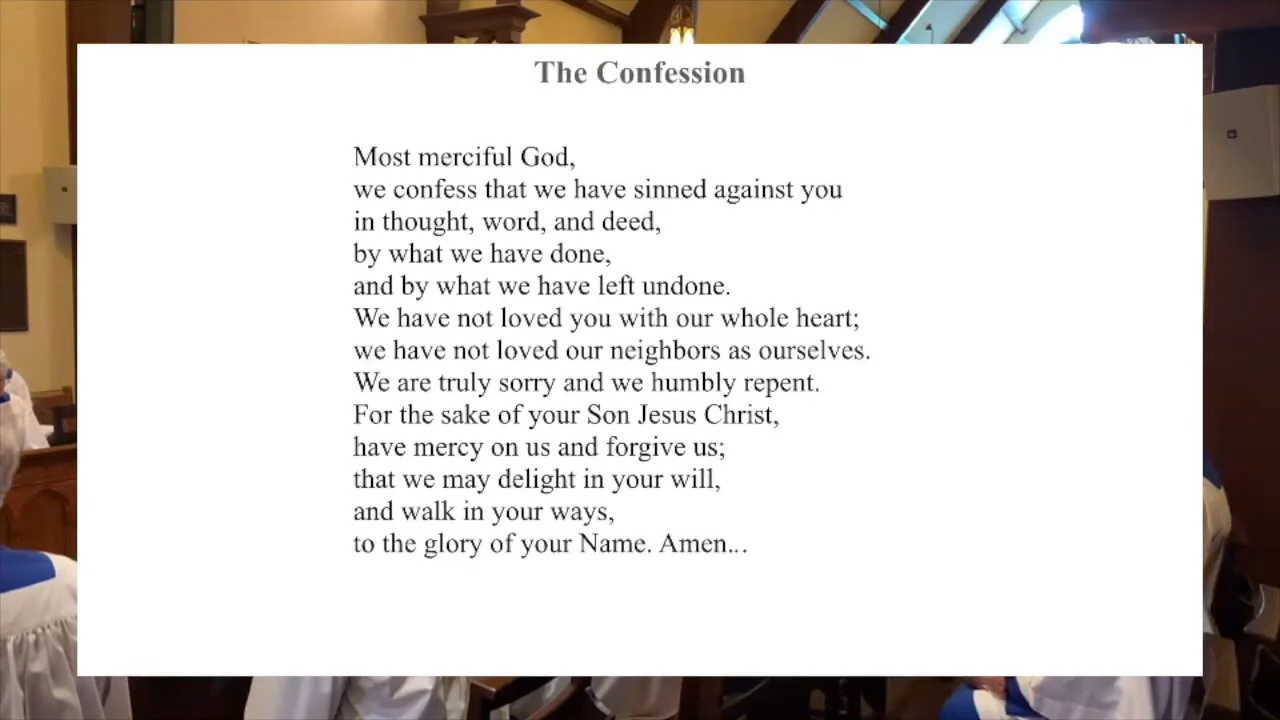 The Confession
Most merciful God,
we confess that we have sinned against you
in thought, word, and deed,
by what we have done,
and by what we have left undone.
We have not loved you with our whole heart;
we have not loved our neighbors as ourselves.
We are truly sorry and we humbly repent.
For the sake of your Son Jesus Christ,
have mercy on us and forgive us;
that we may delight in your will,
and walk in your ways,
to the glory of your Name. Amen...